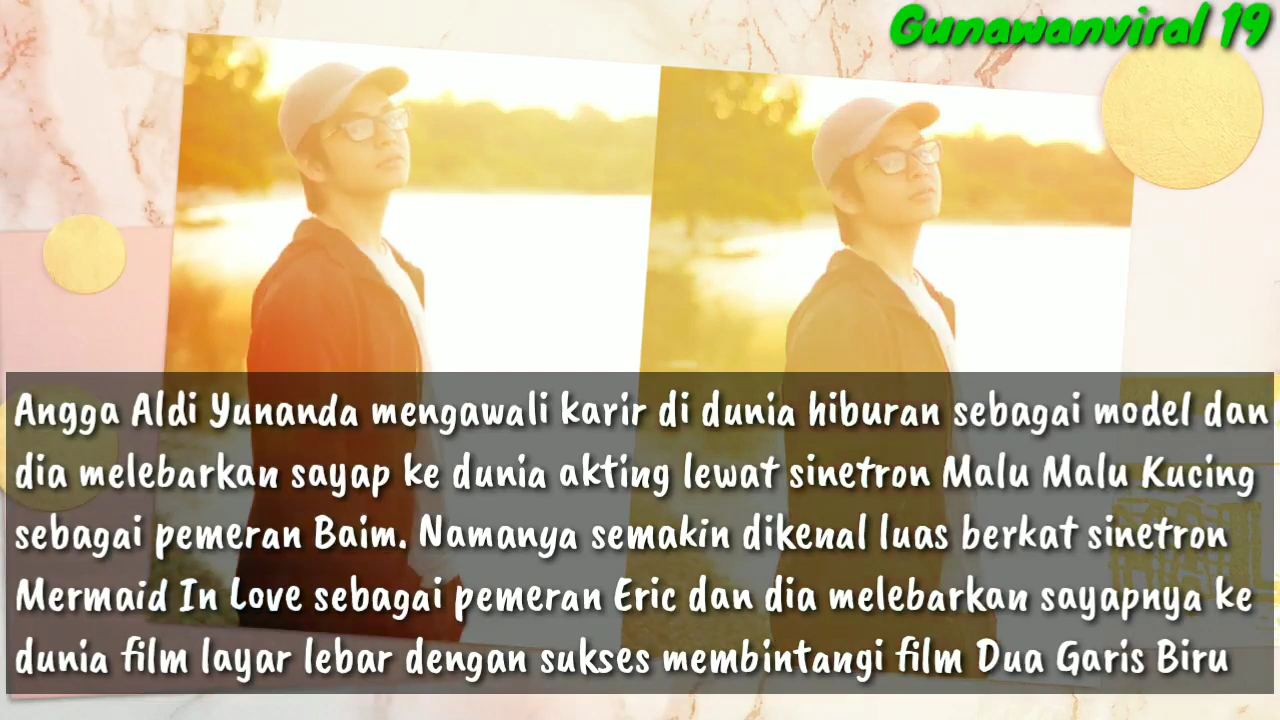 Gunawanviral 19
Angga Aldi Yunanda mengawali karir di dunia hiburan sebagai model dan
dia melebarkan sayap ke dunia akting lewat sinetron Malu Malu Kucing
sebagai pemeran Baim. Namanya semakin dikenal luas berkat sinetron
Mermaid In Love sebagai pemeran Eric dan dia melebarkan sayapnya ke
dunia film layar lebar dengan sukses membintangi film Dua Garis Biru